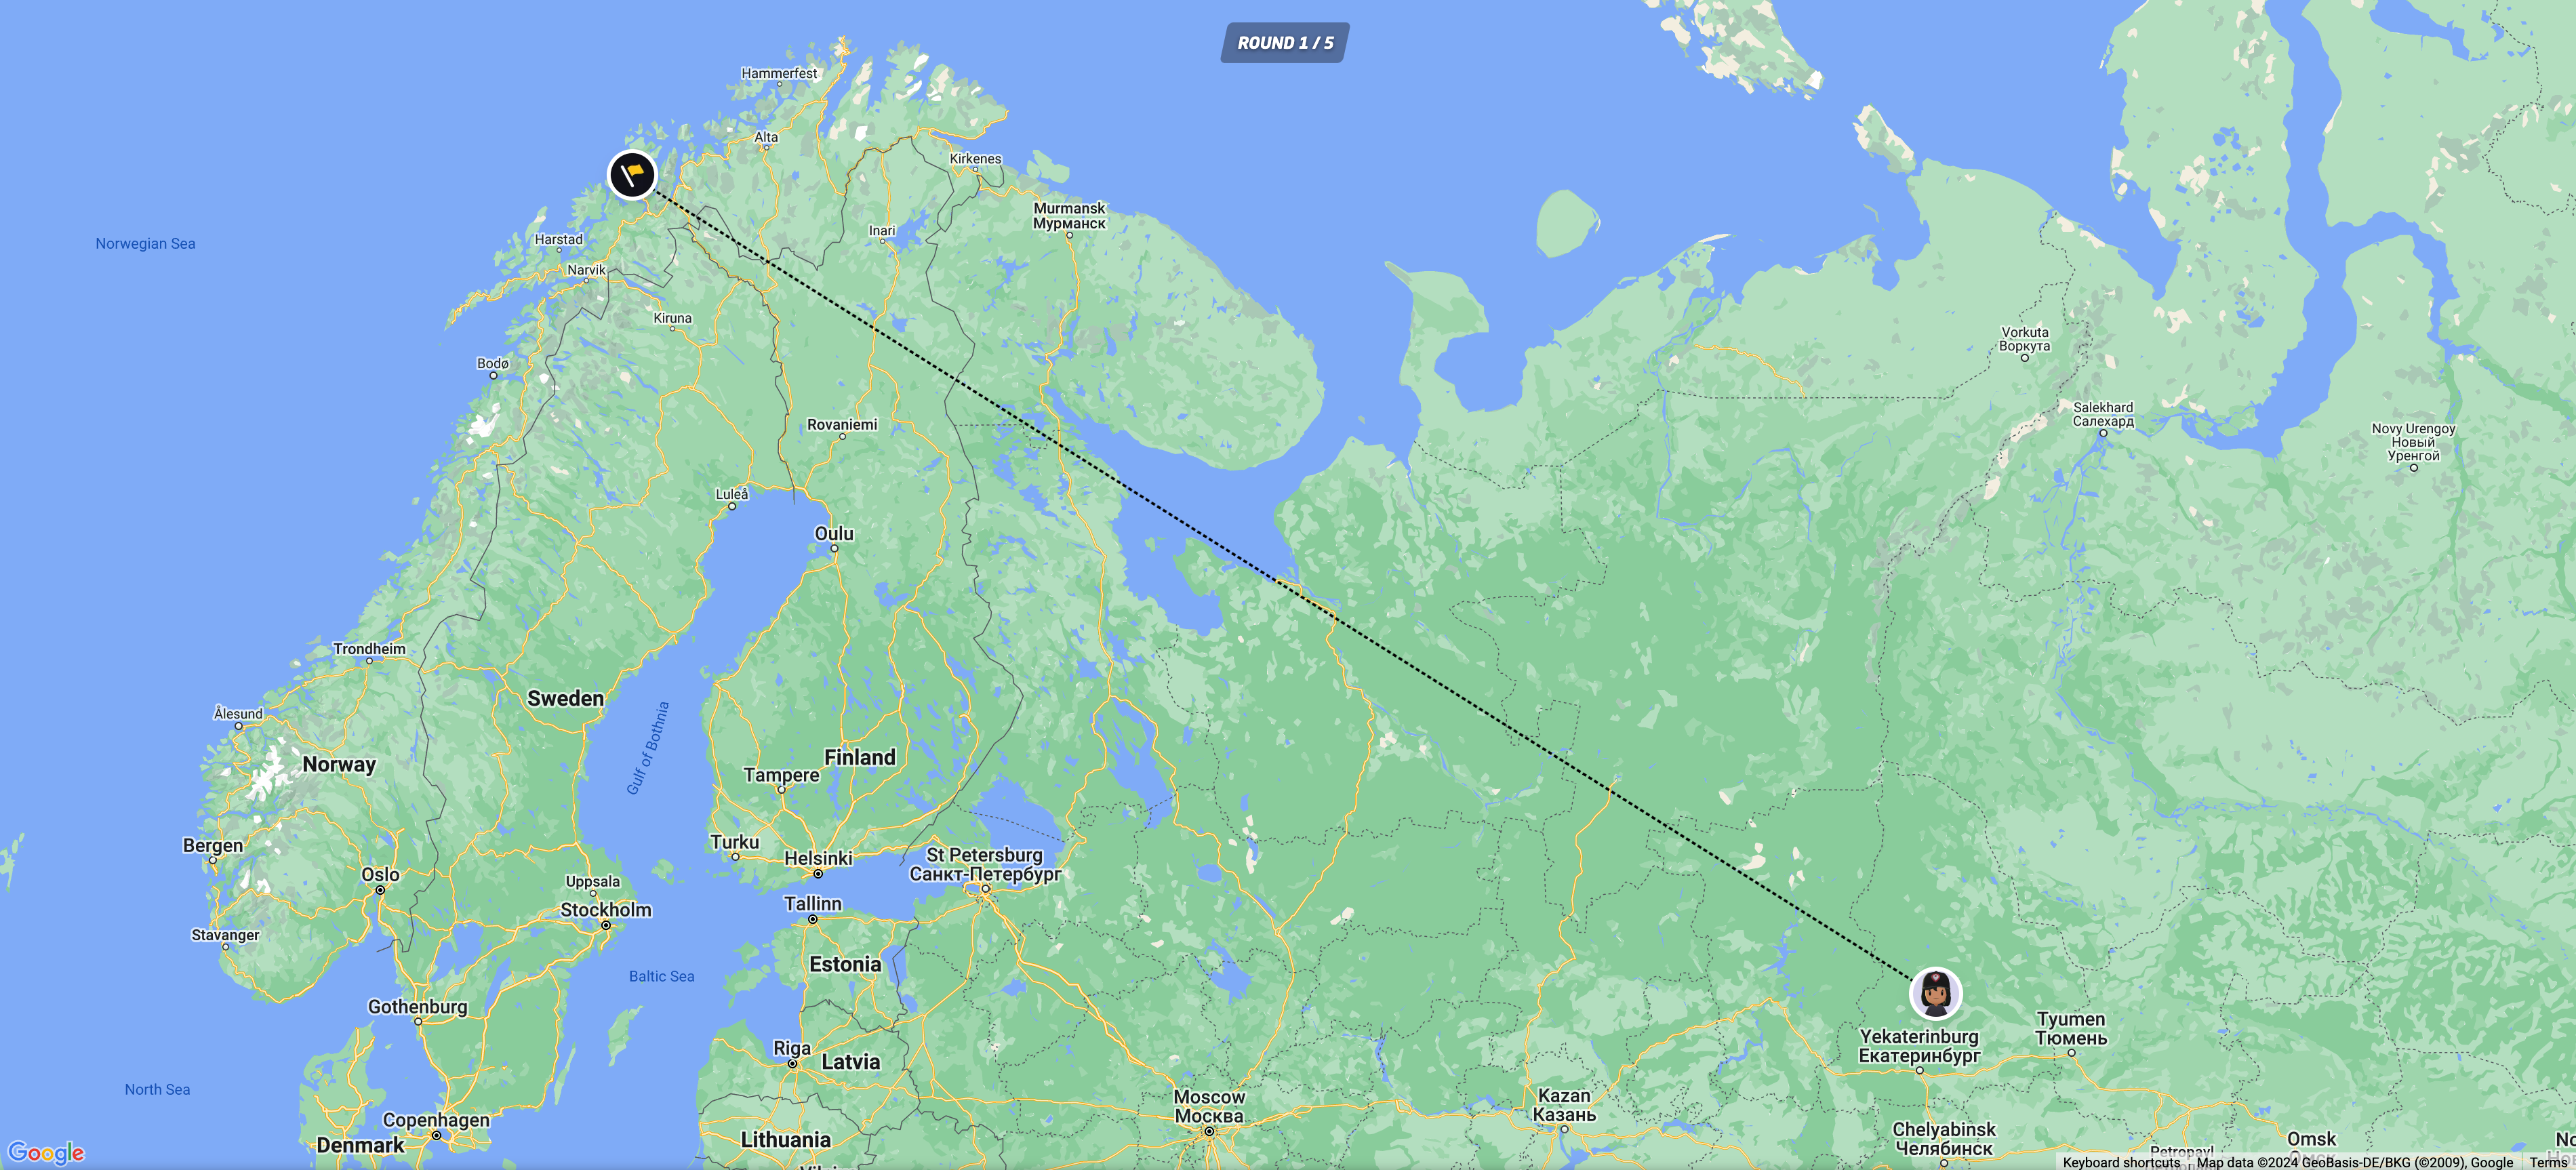 ROUND 1 / 5
Hammerfest
Alta
Kirkenes
Murmansk
Мурманск
Inari
Norwegian Sea
Harstad
Narvik
Kiruna
Vorkuta
Воркута
Bodø
Salekhard
Салехард
Rovaniemi
Novy Urengoy
Новый
Уренгой
Luleå
Oulu
Trondheim
Sweden
Ålesund
Gulf of Bothnia
Norway
Finland
Tampere
Turku
Bergen
Helsinki
St Petersburg
Санкт-Петербург
Oslo
Uppsala
Stockholm
Tallinn
Stavanger
Estonia
Baltic Sea
Gothenburg
Tyumen
Тюмень
Yekaterinburg
Екатеринбург
Riga
Latvia
North Sea
Moscow
Москва
Kazan
Казань
Copenhagen
Denmark
Lithuania
Chelyabinsk
Челябинск
Omsk
Google
Keyboard shortcuts
Map data ©2024 GeoBasis-DE/BKG (©2009), Google